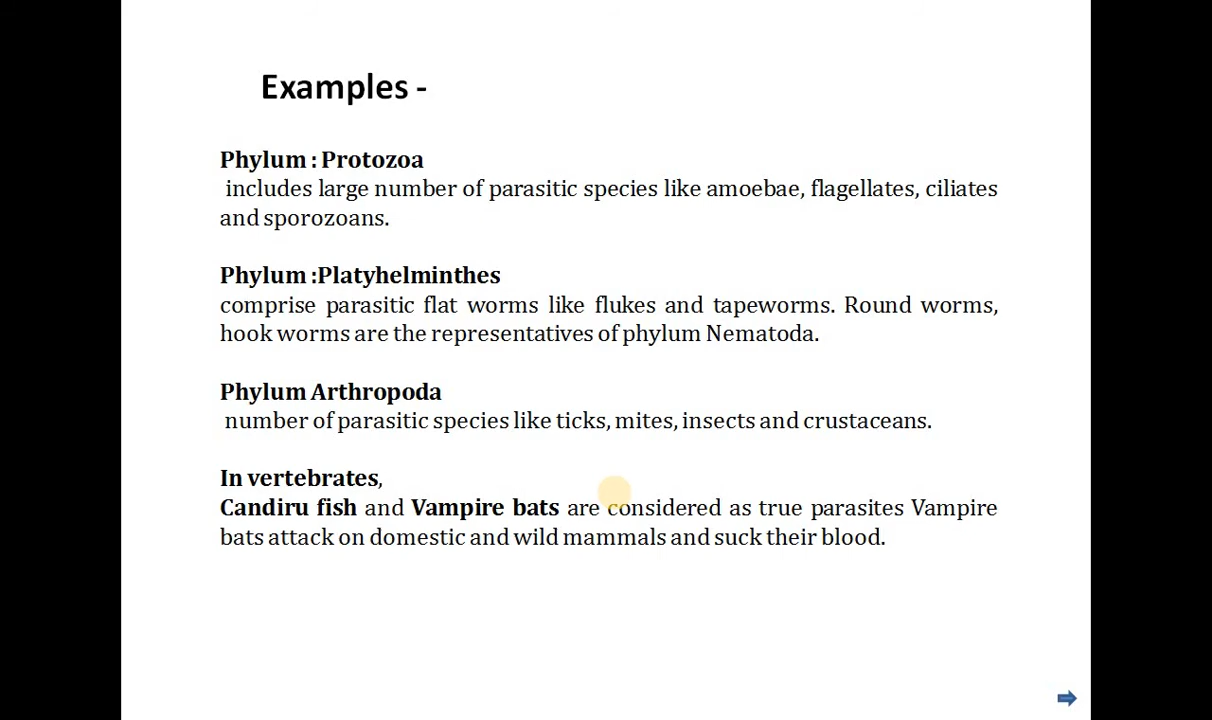 Examples -
Phylum : Protozoa
includes large number of parasitic species like amoebae, flagellates, ciliates
and sporozoans.
Phylum :Platyhelminthes
comprise parasitic flat worms like flukes and tapeworms. Round worms,
hook worms are the representatives of phylum Nematoda.
Phylum Arthropoda
number of parasitic species like ticks, mites, insects and crustaceans.
In vertebrates,
Candiru fish and Vampire bats are considered as true parasites Vampire
bats attack on domestic and wild mammals and suck their blood.